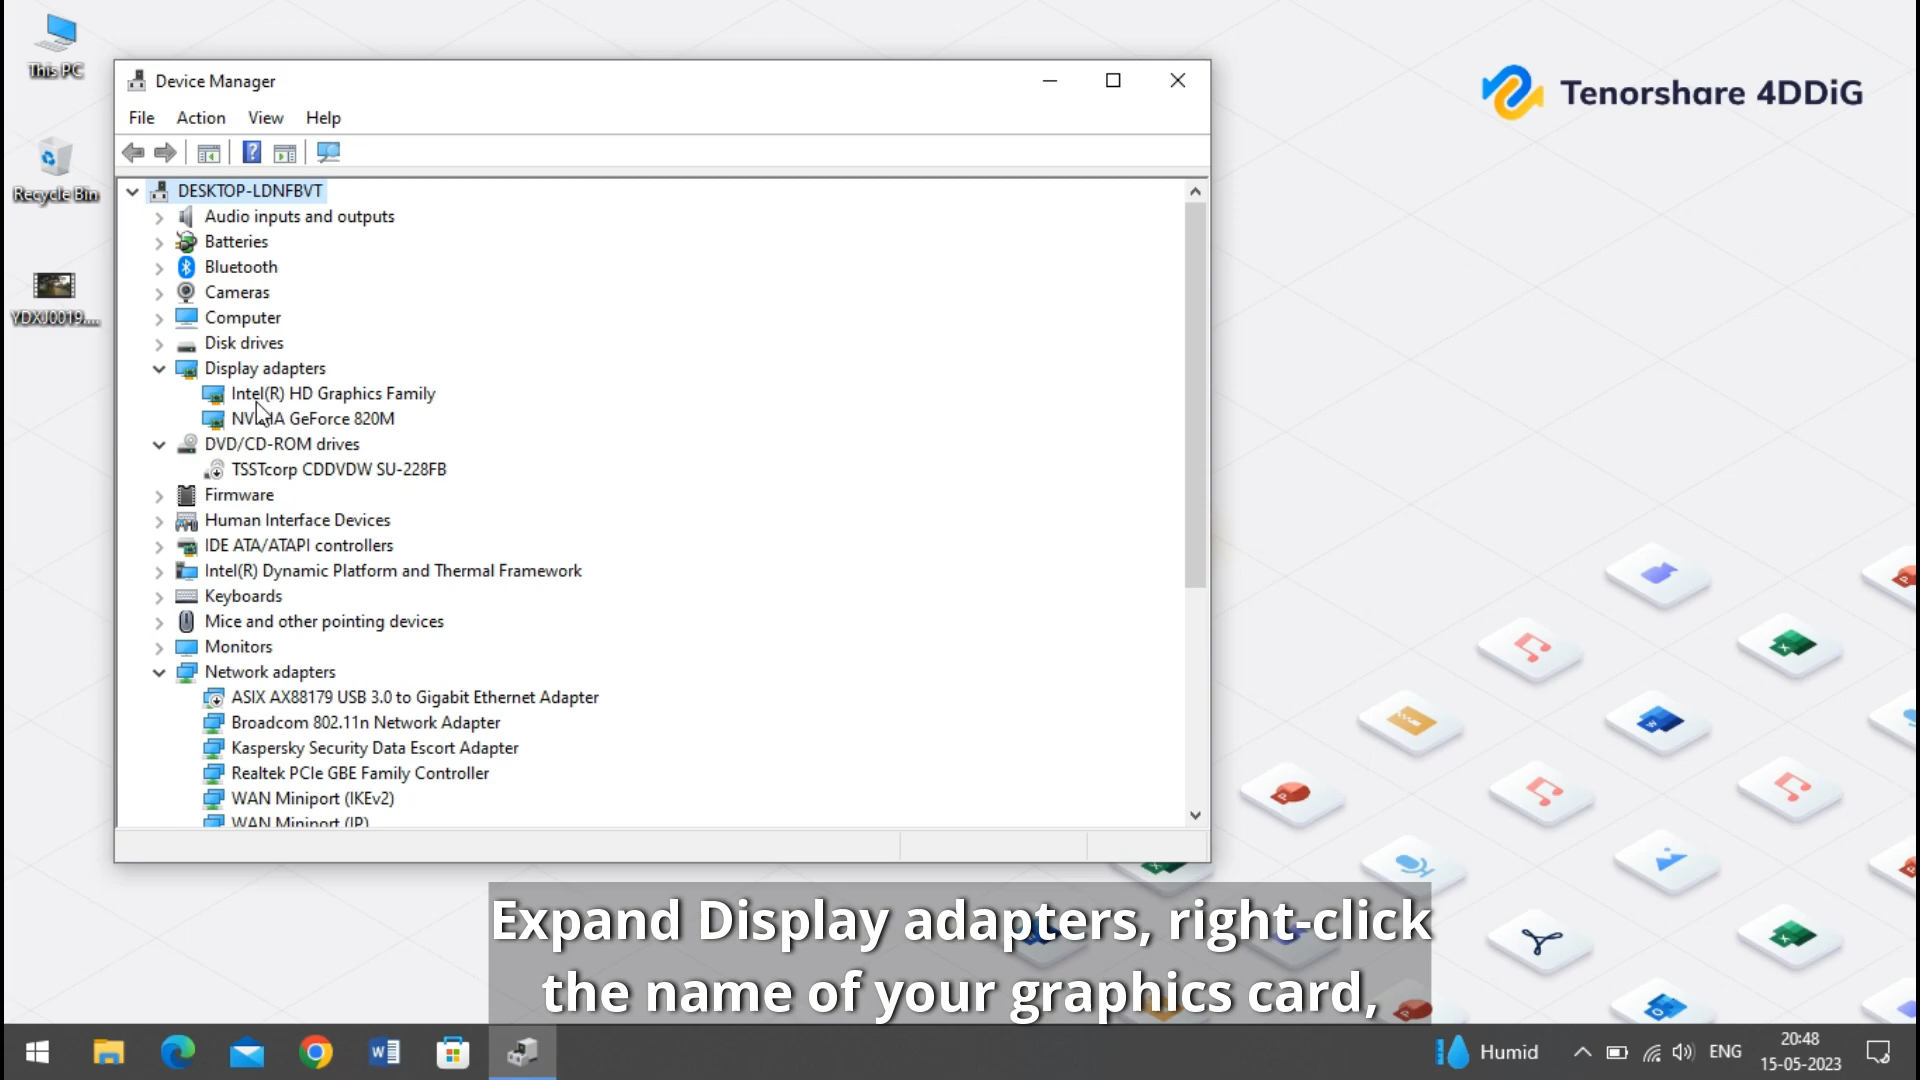 This PC
Recycle Bin
YDXJ0019....
Device Manager
File Action View Help
DESKTOP-LDNFBVT
Audio inputs and outputs
Batteries
Bluetooth
Cameras
Computer
Disk drives
Display adapters
Intel(R) HD Graphics Family
NVIDIA GeForce 820M
DVD/CD-ROM drives
TSSTcorp CDDVDW SU-228FB
Firmware
Human Interface Devices
IDE ATA/ATAPI controllers
Intel(R) Dynamic Platform and Thermal Framework
Keyboards
Mice and other pointing devices
Monitors
Network adapters
ASIX AX88179 USB 3.0 to Gigabit Ethernet Adapter
Broadcom 802.11n Network Adapter
Kaspersky Security Data Escort Adapter
Realtek PCIe GBE Family Controller
WAN Miniport (IKEv2)
WAN Miniport (IP)
Tenorshare 4DDiG
Expand Display adapters, right-click
the name of your graphics card,
Humid
ENG
20:48
15-05-2023